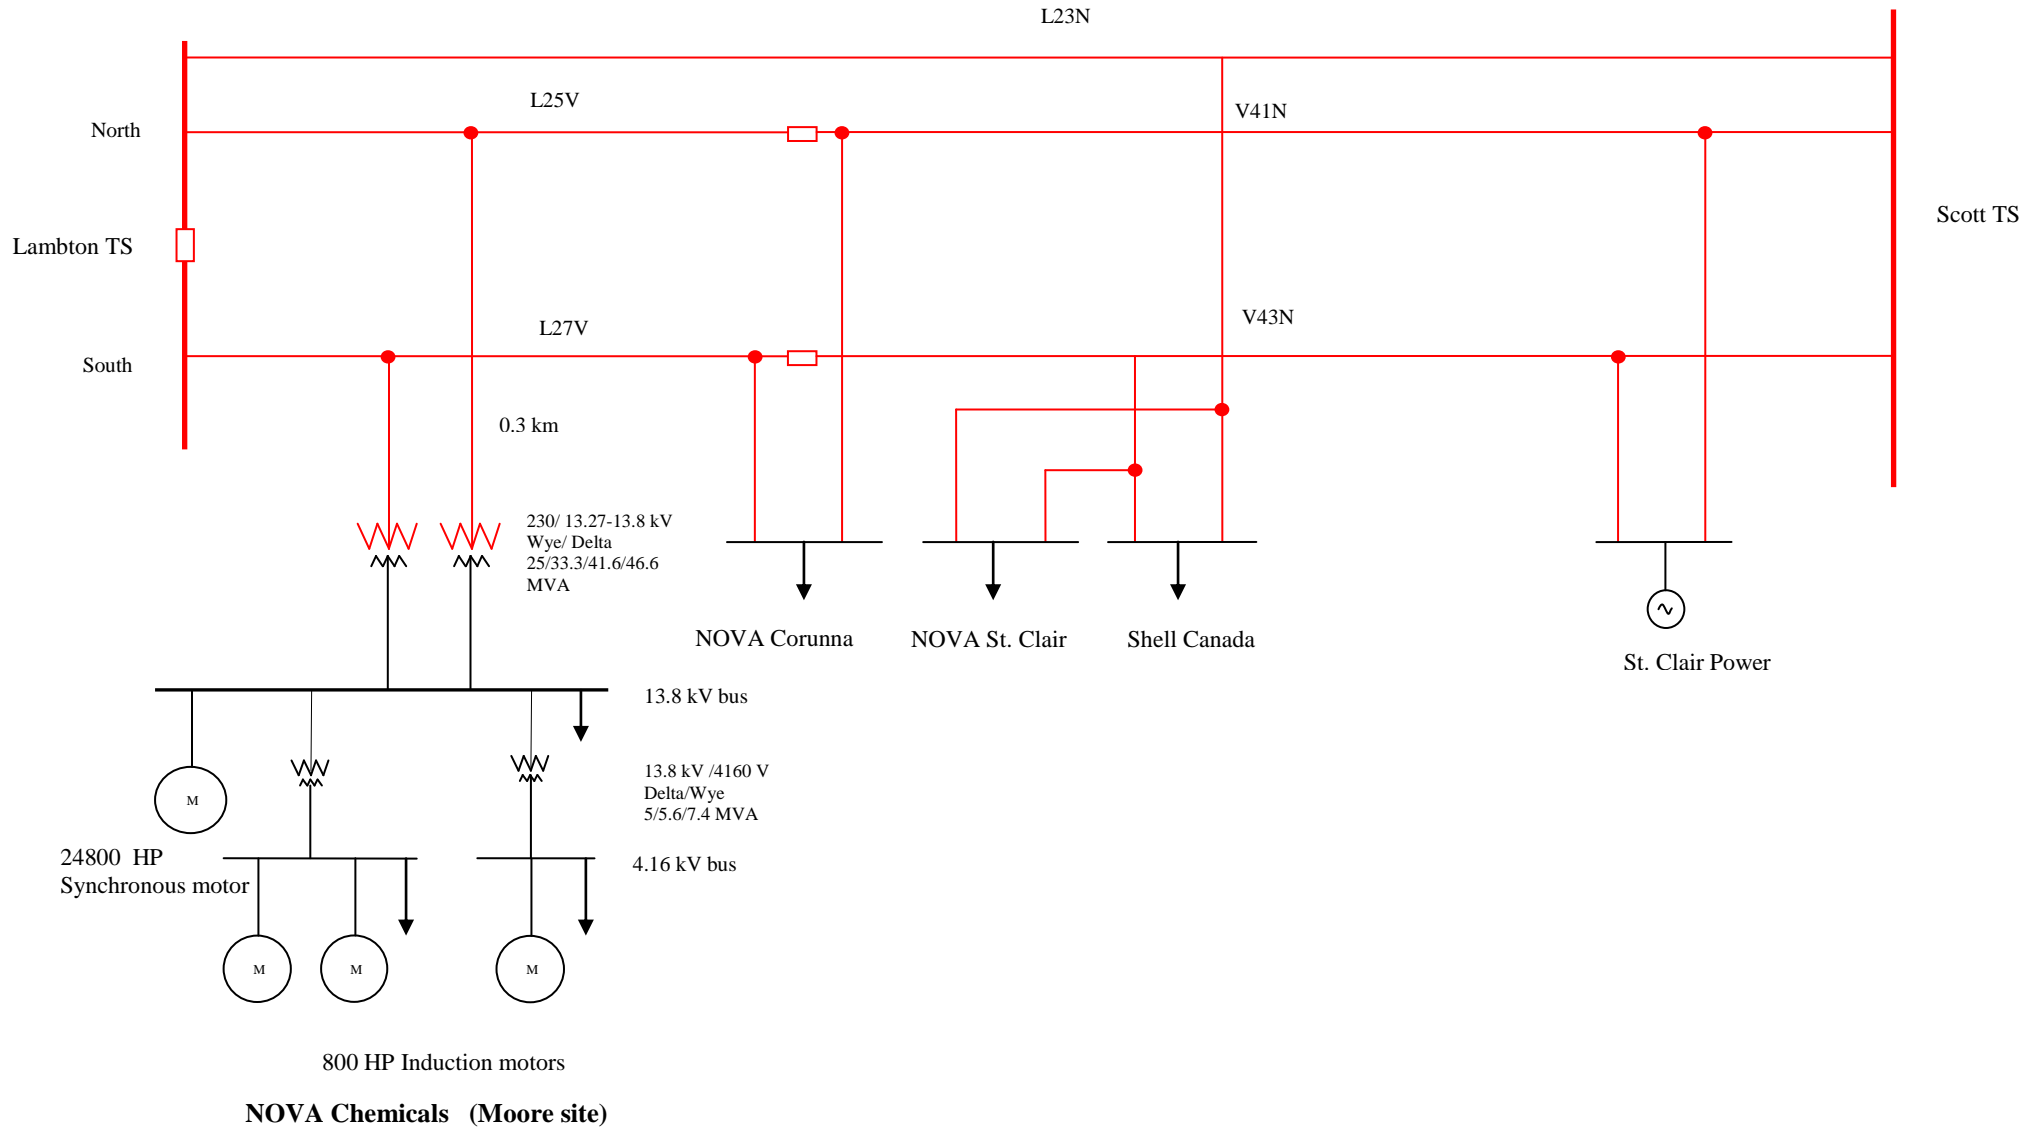 L23N
L25V
V41N
North
Scott TS
Lambton TS
V43N
L27V
South
0.3 km
230/ 13.27-13.8 kV
Wye/ Delta
25/33.3/41.6/46.6
MVA
NOVA Corunna
NOVA St. Clair
Shell Canada
St. Clair Power
13.8 kV bus
13.8 kV /4160 V
Delta/Wye
5/5.6/7.4 MVA
M
24800 HP
Synchronous motor
4.16 kV bus
M
M
M
800 HP Induction motors
NOVA Chemicals (Moore site)